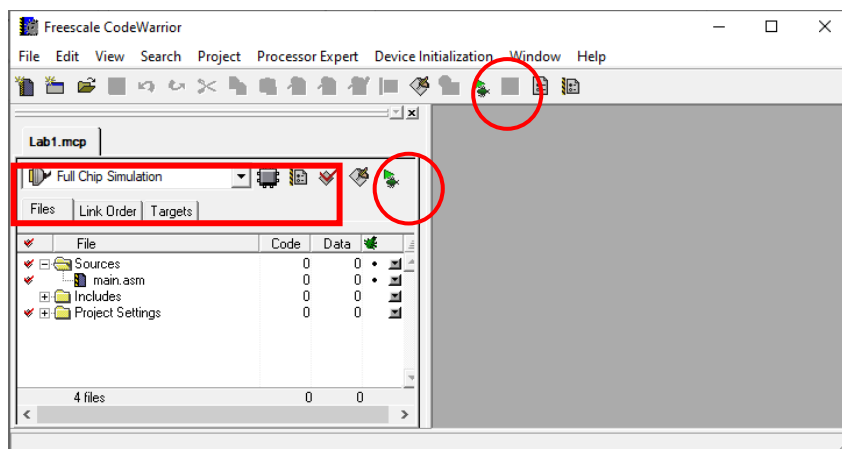 Freescale CodeWarrior
File Edit View Search Project Processor Expert Device Initialization Window Help
Lab1.mcp
Full Chip Simulation
Files Link Order Targets
File Code Data
Sources 0 0
main.asm 0 0
Includes 0 0
Project Settings 0 0
4 files 0 0